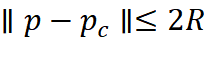 ‖ p − p_c ‖≤ 2R